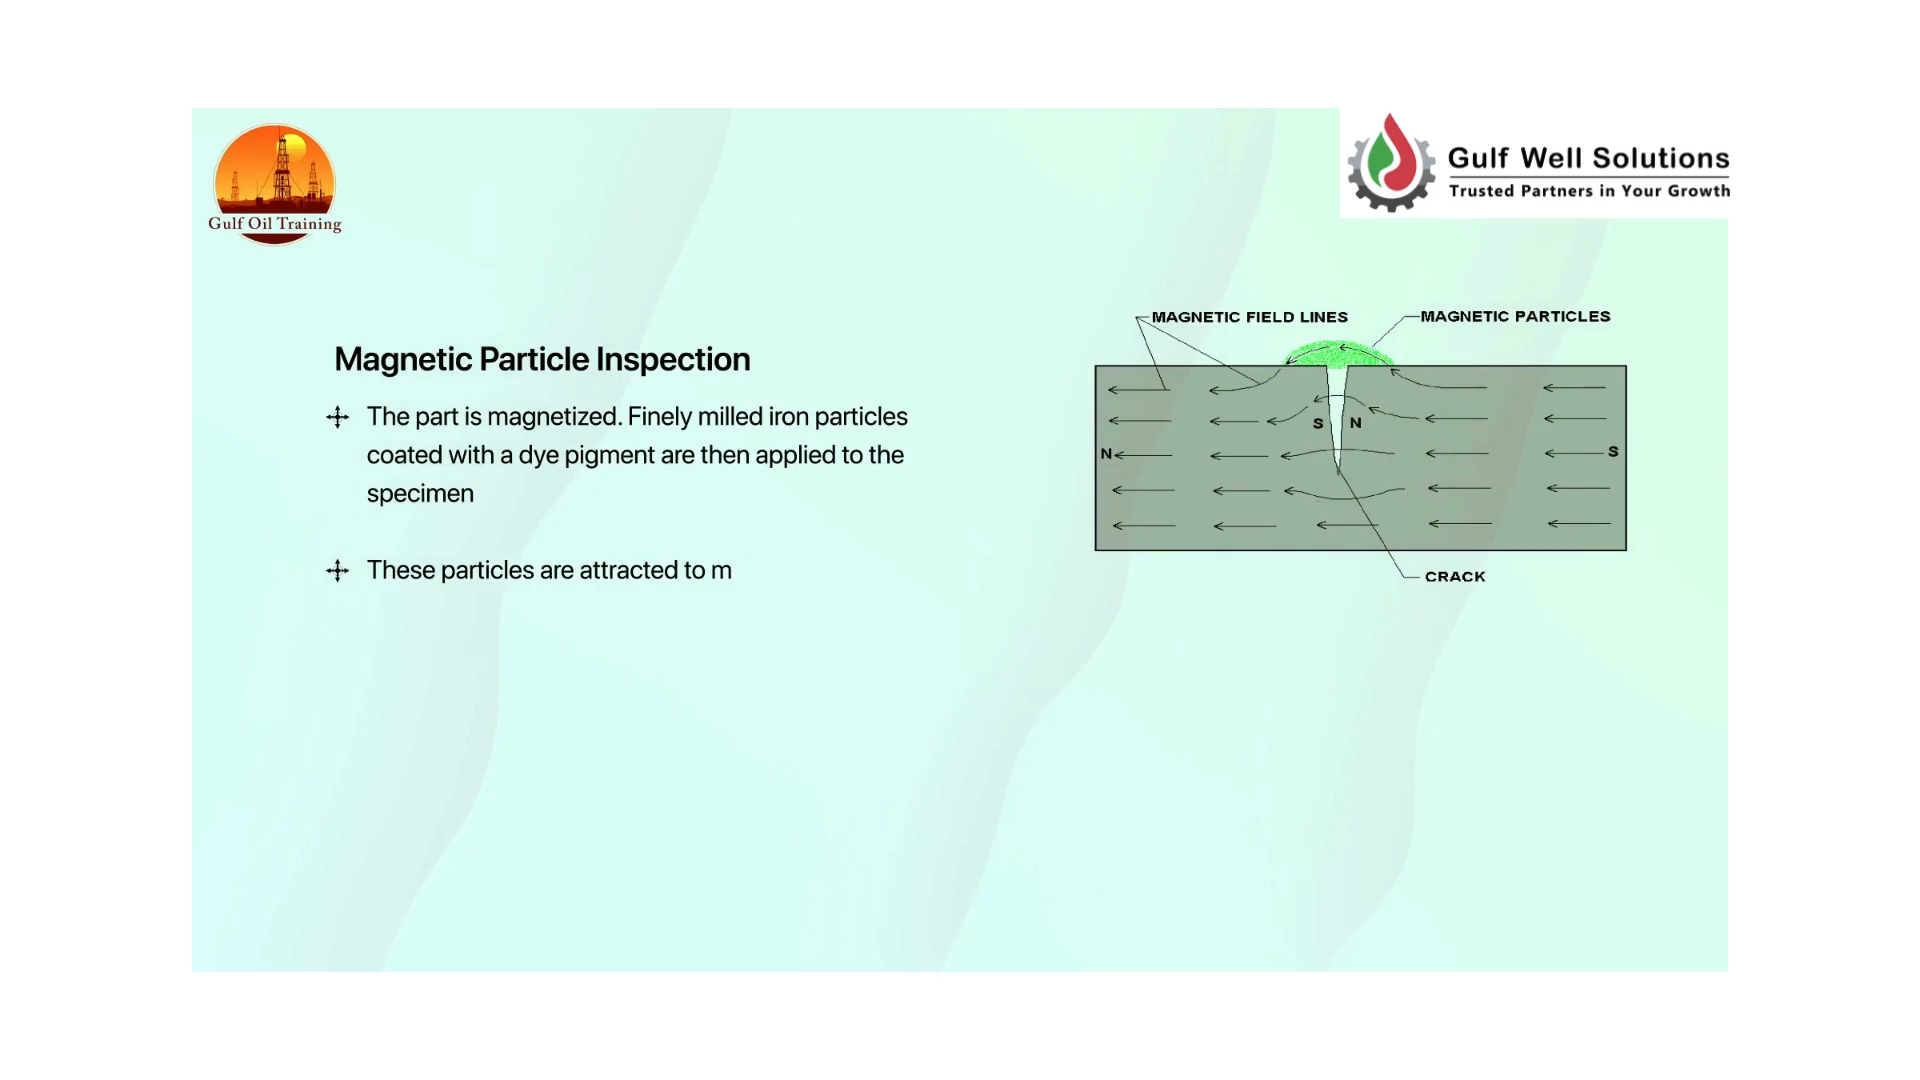 Gulf Oil Training
Gulf Well Solutions
Trusted Partners in Your Growth
Magnetic Particle Inspection
The part is magnetized. Finely milled iron particles
coated with a dye pigment are then applied to the
specimen
These particles are attracted to m
MAGNETIC FIELD LINES
MAGNETIC PARTICLES
S N
N
S
CRACK